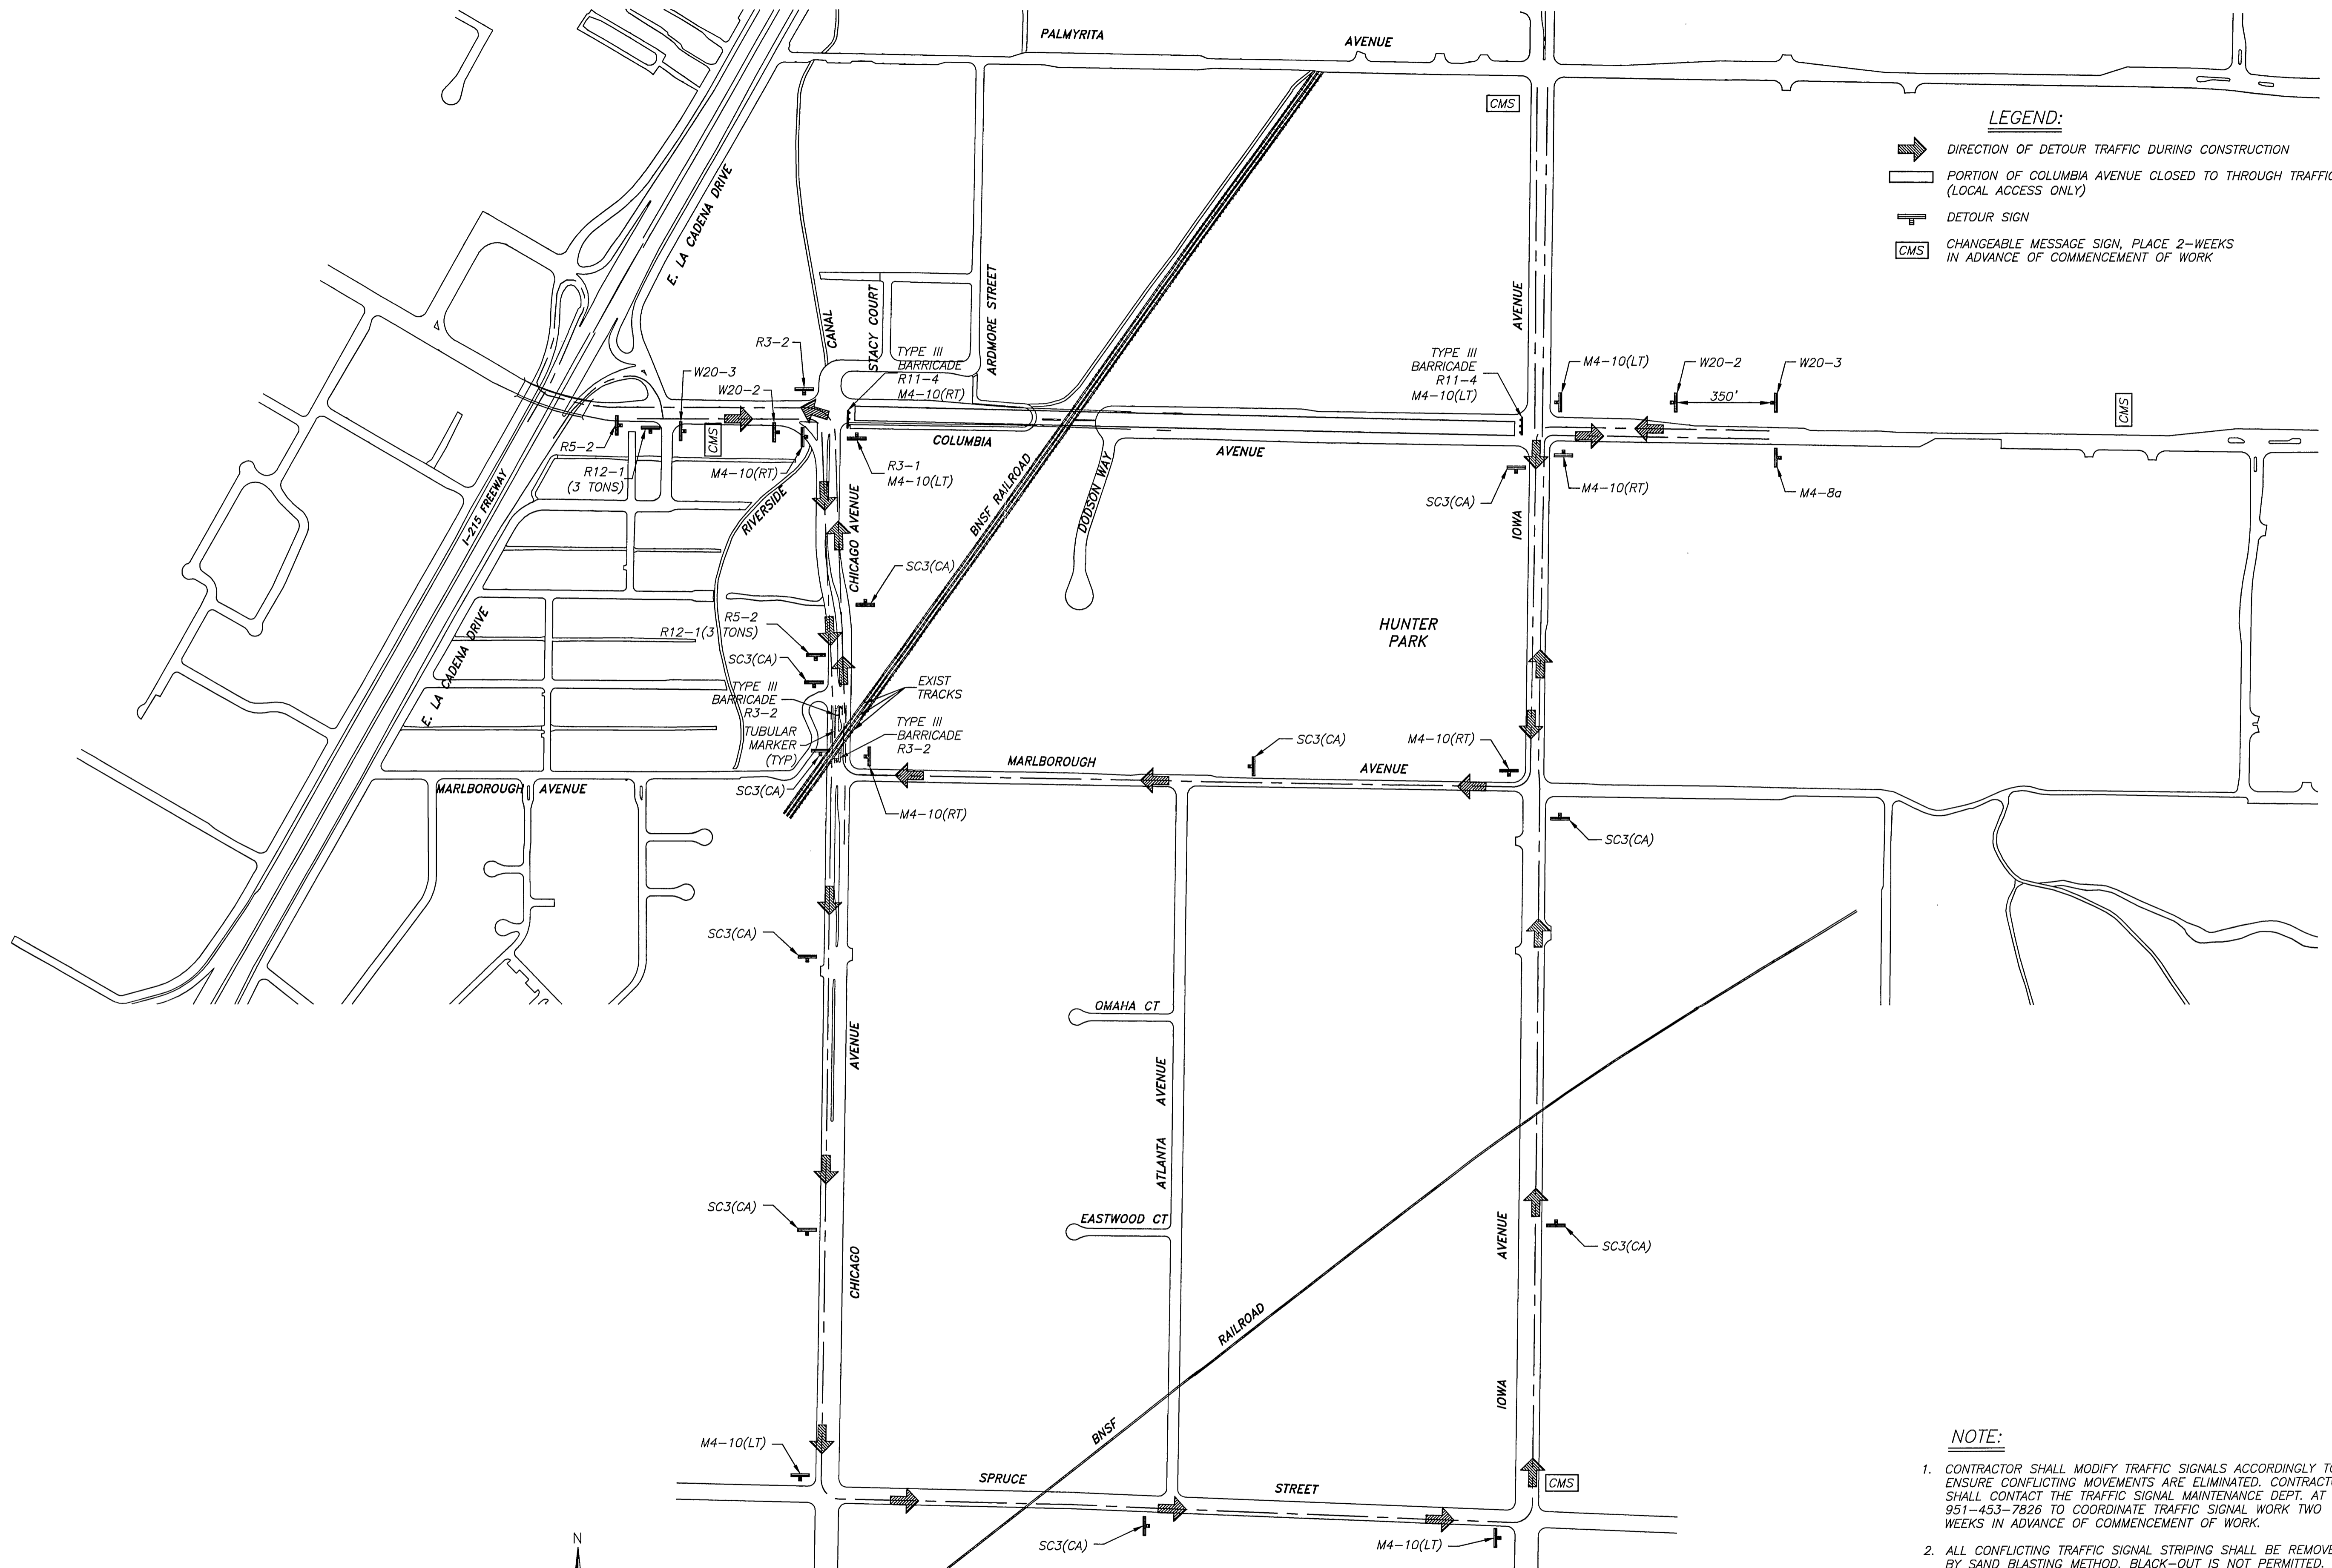 PALMYRITA
AVENUE
CMS
LEGEND:
DIRECTION OF DETOUR TRAFFIC DURING CONSTRUCTION
PORTION OF COLUMBIA AVENUE CLOSED TO THROUGH TRAFFIC
(LOCAL ACCESS ONLY)
DETOUR SIGN
CMS
CHANGEABLE MESSAGE SIGN, PLACE 2-WEEKS
IN ADVANCE OF COMMENCEMENT OF WORK
E. LA CADENA DRIVE
CANAL
STACY COURT
ARDMORE STREET
AVENUE
R3-2
TYPE III
BARRICADE
R11-4
M4-10(RT)
TYPE III
BARRICADE
R11-4
M4-10(LT)
M4-10(LT)
W20-2
W20-3
350'
CMS
W20-3
W20-2
R5-2
CMS
R12-1
(3 TONS)
M4-10(RT)
COLUMBIA
AVENUE
R3-1
M4-10(LT)
SC3(CA)
M4-10(RT)
M4-8a
I-215 FREEWAY
RIVERSIDE
CHICAGO AVENUE
BNSF RAILROAD
DODSON WAY
IOWA
SC3(CA)
R5-2
R12-1(3 TONS)
SC3(CA)
HUNTER
PARK
E. LA CADENA DRIVE
TYPE III
BARRICADE
R3-2
EXIST
TRACKS
TUBULAR
MARKER
(TYP)
TYPE III
BARRICADE
R3-2
SC3(CA)
M4-10(RT)
MARLBOROUGH
AVENUE
MARLBOROUGH AVENUE
SC3(CA)
M4-10(RT)
SC3(CA)
SC3(CA)
OMAHA CT
AVENUE
AVENUE
ATLANTA
SC3(CA)
EASTWOOD CT
AVENUE
SC3(CA)
CHICAGO
RAILROAD
BNSF
IOWA
M4-10(LT)
SPRUCE
STREET
CMS
SC3(CA)
M4-10(LT)
N
NOTE:
1. CONTRACTOR SHALL MODIFY TRAFFIC SIGNALS ACCORDINGLY TO
ENSURE CONFLICTING MOVEMENTS ARE ELIMINATED. CONTRACTOR
SHALL CONTACT THE TRAFFIC SIGNAL MAINTENANCE DEPT. AT
951-453-7826 TO COORDINATE TRAFFIC SIGNAL WORK TWO
WEEKS IN ADVANCE OF COMMENCEMENT OF WORK.
2. ALL CONFLICTING TRAFFIC SIGNAL STRIPING SHALL BE REMOVE
BY SAND BLASTING METHOD. BLACK-OUT IS NOT PERMITTED.